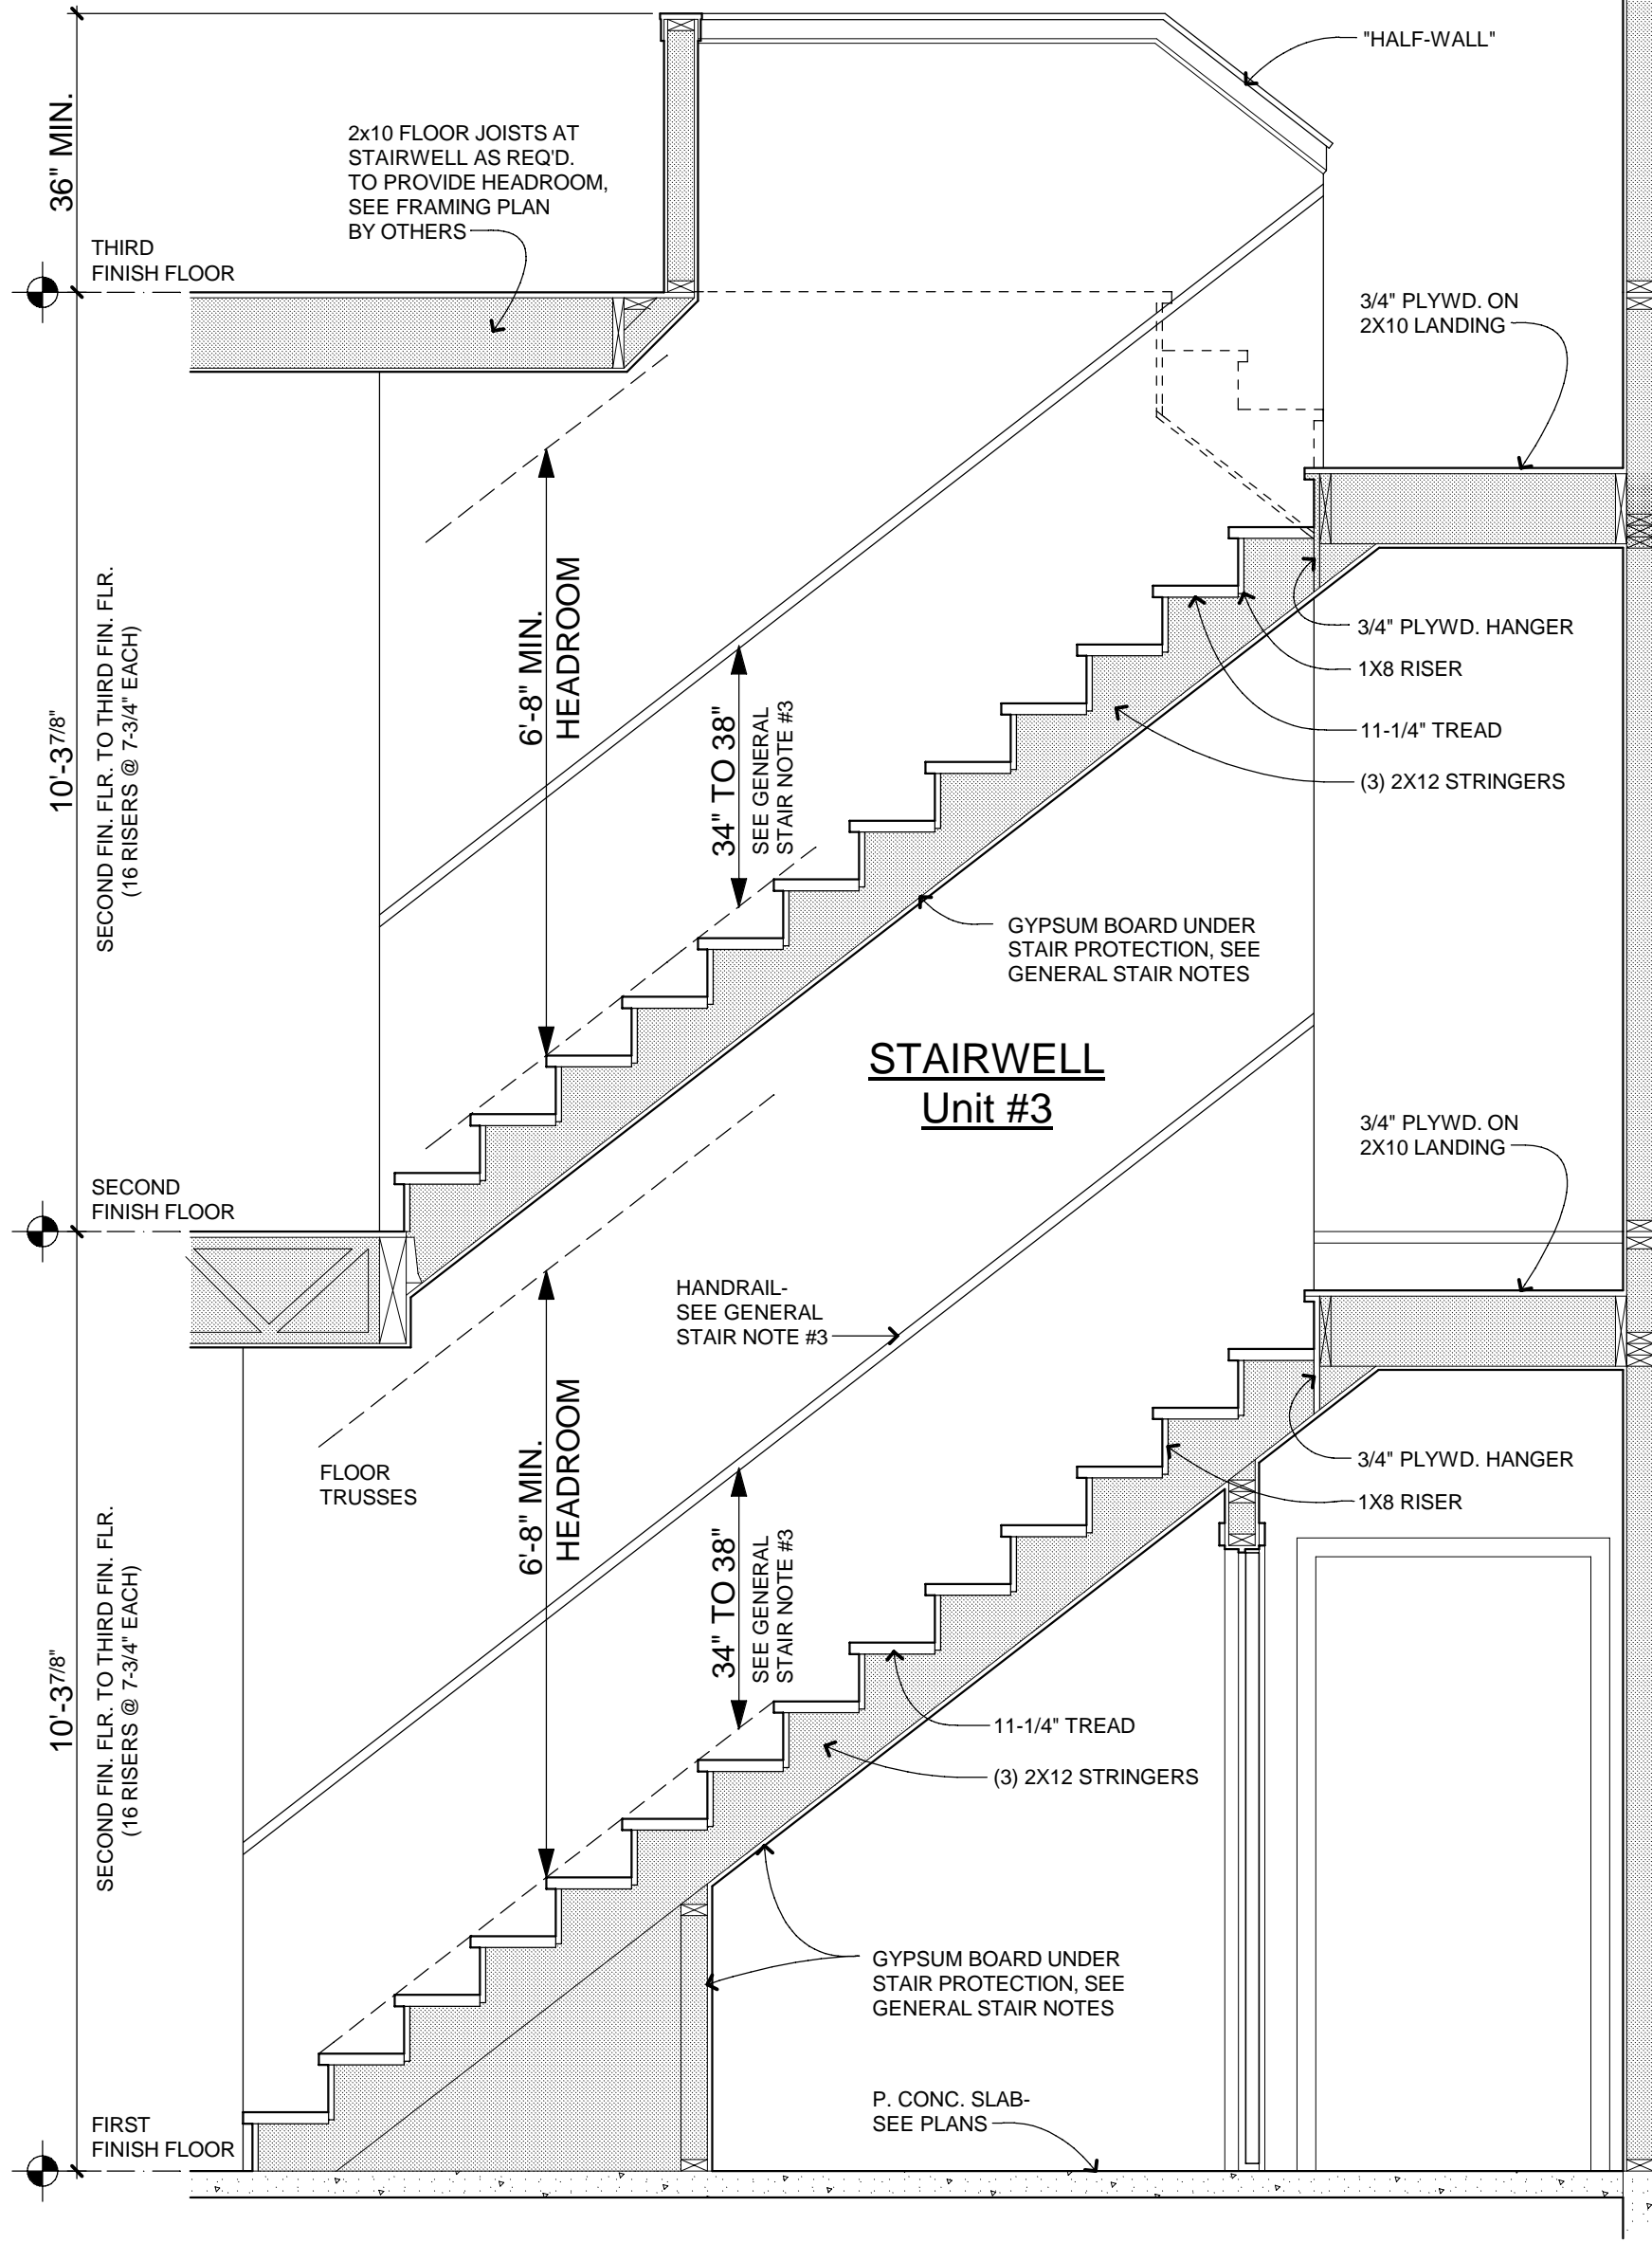 "HALF-WALL"
36" MIN.
2x10 FLOOR JOISTS AT
STAIRWELL AS REQ'D.
TO PROVIDE HEADROOM,
SEE FRAMING PLAN
BY OTHERS
THIRD
FINISH FLOOR
3/4" PLYWD. ON
2X10 LANDING
10'-37/8"
SECOND FIN. FLR. TO THIRD FIN. FLR.
(16 RISERS @ 7-3/4" EACH)
6'-8" MIN.
HEADROOM
34" TO 38"
SEE GENERAL
STAIR NOTE #3
3/4" PLYWD. HANGER
1X8 RISER
11-1/4" TREAD
(3) 2X12 STRINGERS
GYPSUM BOARD UNDER
STAIR PROTECTION, SEE
GENERAL STAIR NOTES
STAIRWELL
Unit #3
3/4" PLYWD. ON
2X10 LANDING
SECOND
FINISH FLOOR
HANDRAIL-
SEE GENERAL
STAIR NOTE #3
FLOOR
TRUSSES
10'-37/8"
SECOND FIN. FLR. TO THIRD FIN. FLR.
(16 RISERS @ 7-3/4" EACH)
6'-8" MIN.
HEADROOM
34" TO 38"
SEE GENERAL
STAIR NOTE #3
3/4" PLYWD. HANGER
1X8 RISER
11-1/4" TREAD
(3) 2X12 STRINGERS
GYPSUM BOARD UNDER
STAIR PROTECTION, SEE
GENERAL STAIR NOTES
P. CONC. SLAB-
SEE PLANS
FIRST
FINISH FLOOR